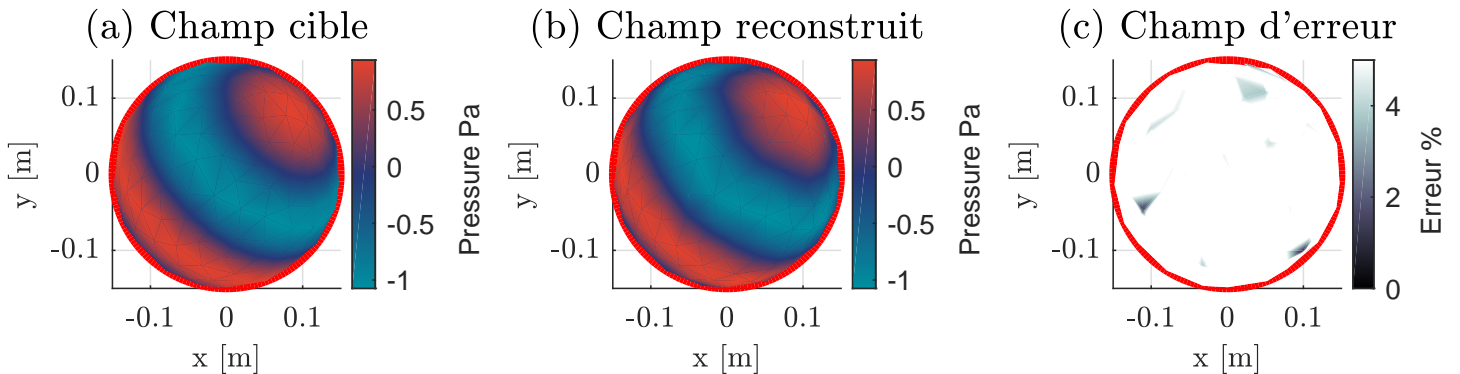 (a) Champ cible
(b) Champ reconstruit
(c) Champ d'erreur
0.1
0
-0.1
y [m]
-0.1
0
0.1
x [m]
0.5
0
-0.5
-1
Pressure Pa
0.1
0
-0.1
y [m]
-0.1
0
0.1
x [m]
0.5
0
-0.5
-1
Pressure Pa
0.1
0
-0.1
y [m]
-0.1
0
0.1
x [m]
4
2
0
Erreur %